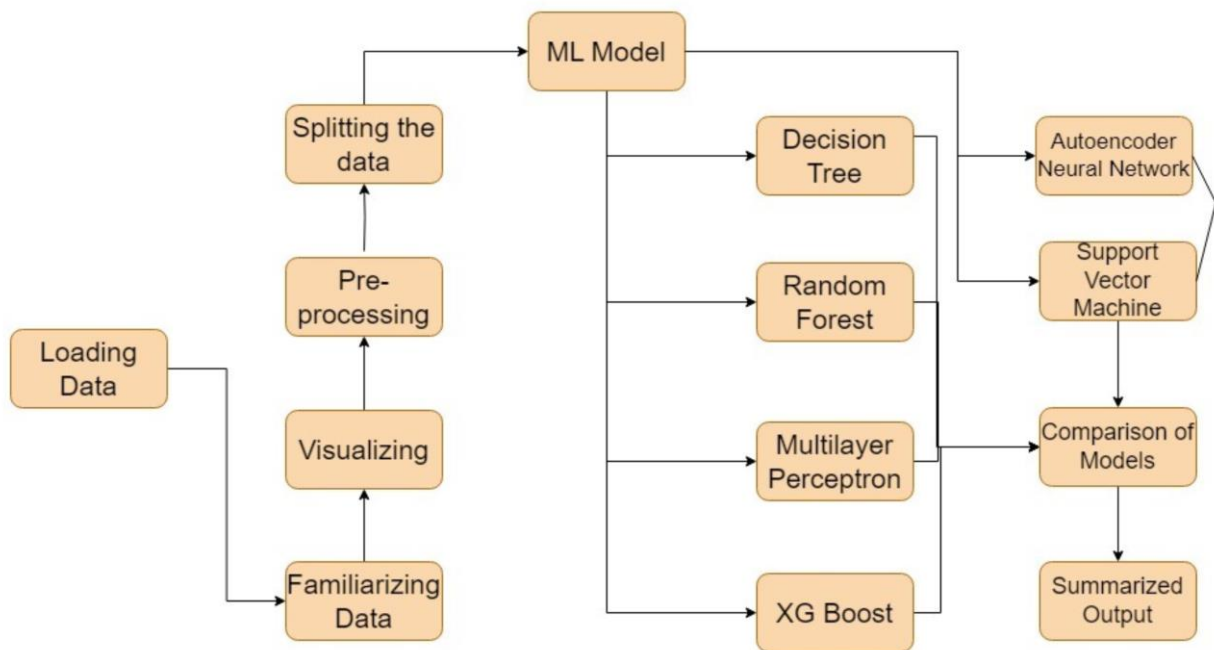 Loading
Data
Familiarizing
Data
Visualizing
Pre-
processing
Splitting the
data
ML Model
Decision
Tree
Random
Forest
Multilayer
Perceptron
XG Boost
Autoencoder
Neural Network
Support
Vector
Machine
Comparison of
Models
Summarized
Output